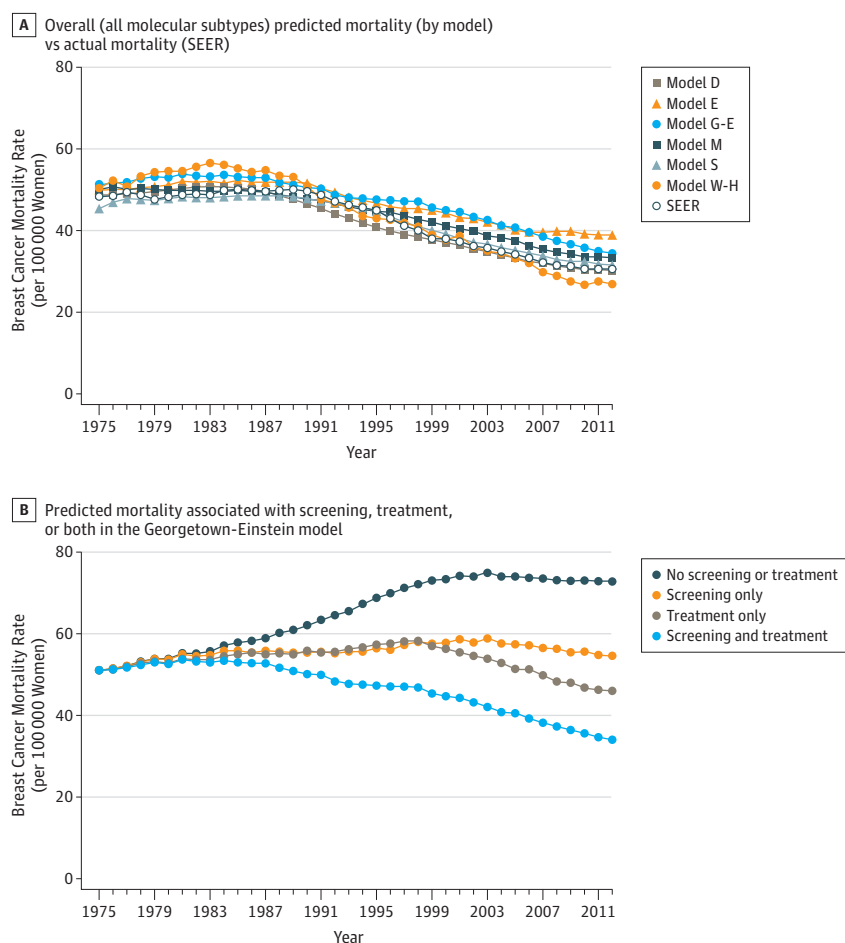 A Overall (all molecular subtypes) predicted mortality (by model)
vs actual mortality (SEER)
80
60
40
20
0
Breast Cancer Mortality Rate
(per 100 000 Women)
1975 1979 1983 1987 1991 1995 1999 2003 2007 2011
Year
Model D
Model E
Model G-E
Model M
Model S
Model W-H
SEER
B Predicted mortality associated with screening, treatment,
or both in the Georgetown-Einstein model
80
60
40
20
0
Breast Cancer Mortality Rate
(per 100 000 Women)
1975 1979 1983 1987 1991 1995 1999 2003 2007 2011
Year
No screening or treatment
Screening only
Treatment only
Screening and treatment